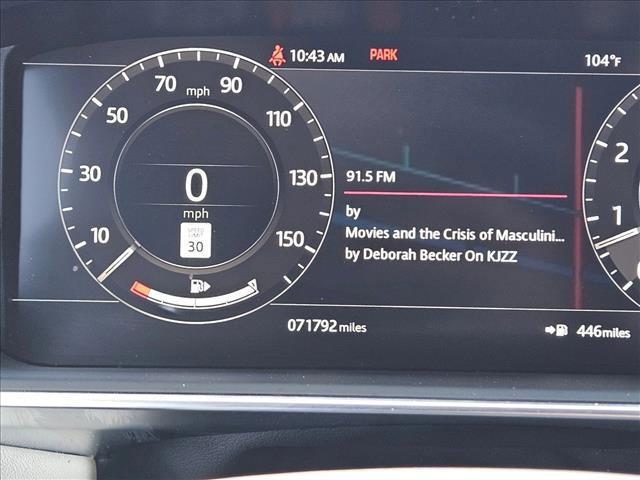 10:43 AM PARK 104°F
70 mph 90
50 110
30 130
10 150
0
mph
SPEED
LIMIT
30
91.5 FM
by
Movies and the Crisis of Masculini...
by Deborah Becker On KJZZ
2
1
071792 miles
446 miles